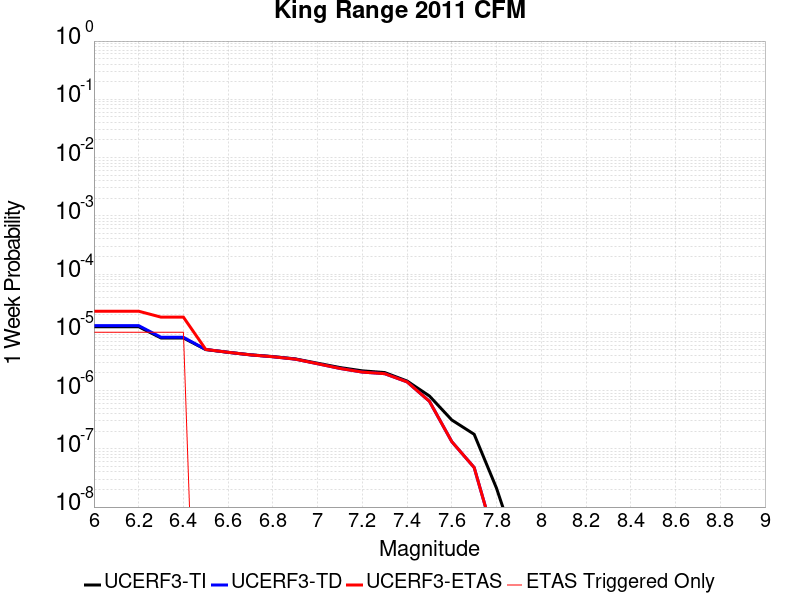 King Range 2011 CFM
10^0
10^-1
10^-2
10^-3
10^-4
10^-5
10^-6
10^-7
10^-8
1 Week Probability
6 6.2 6.4 6.6 6.8 7 7.2 7.4 7.6 7.8 8 8.2 8.4 8.6 8.8 9
Magnitude
UCERF3-TI UCERF3-TD UCERF3-ETAS ETAS Triggered Only